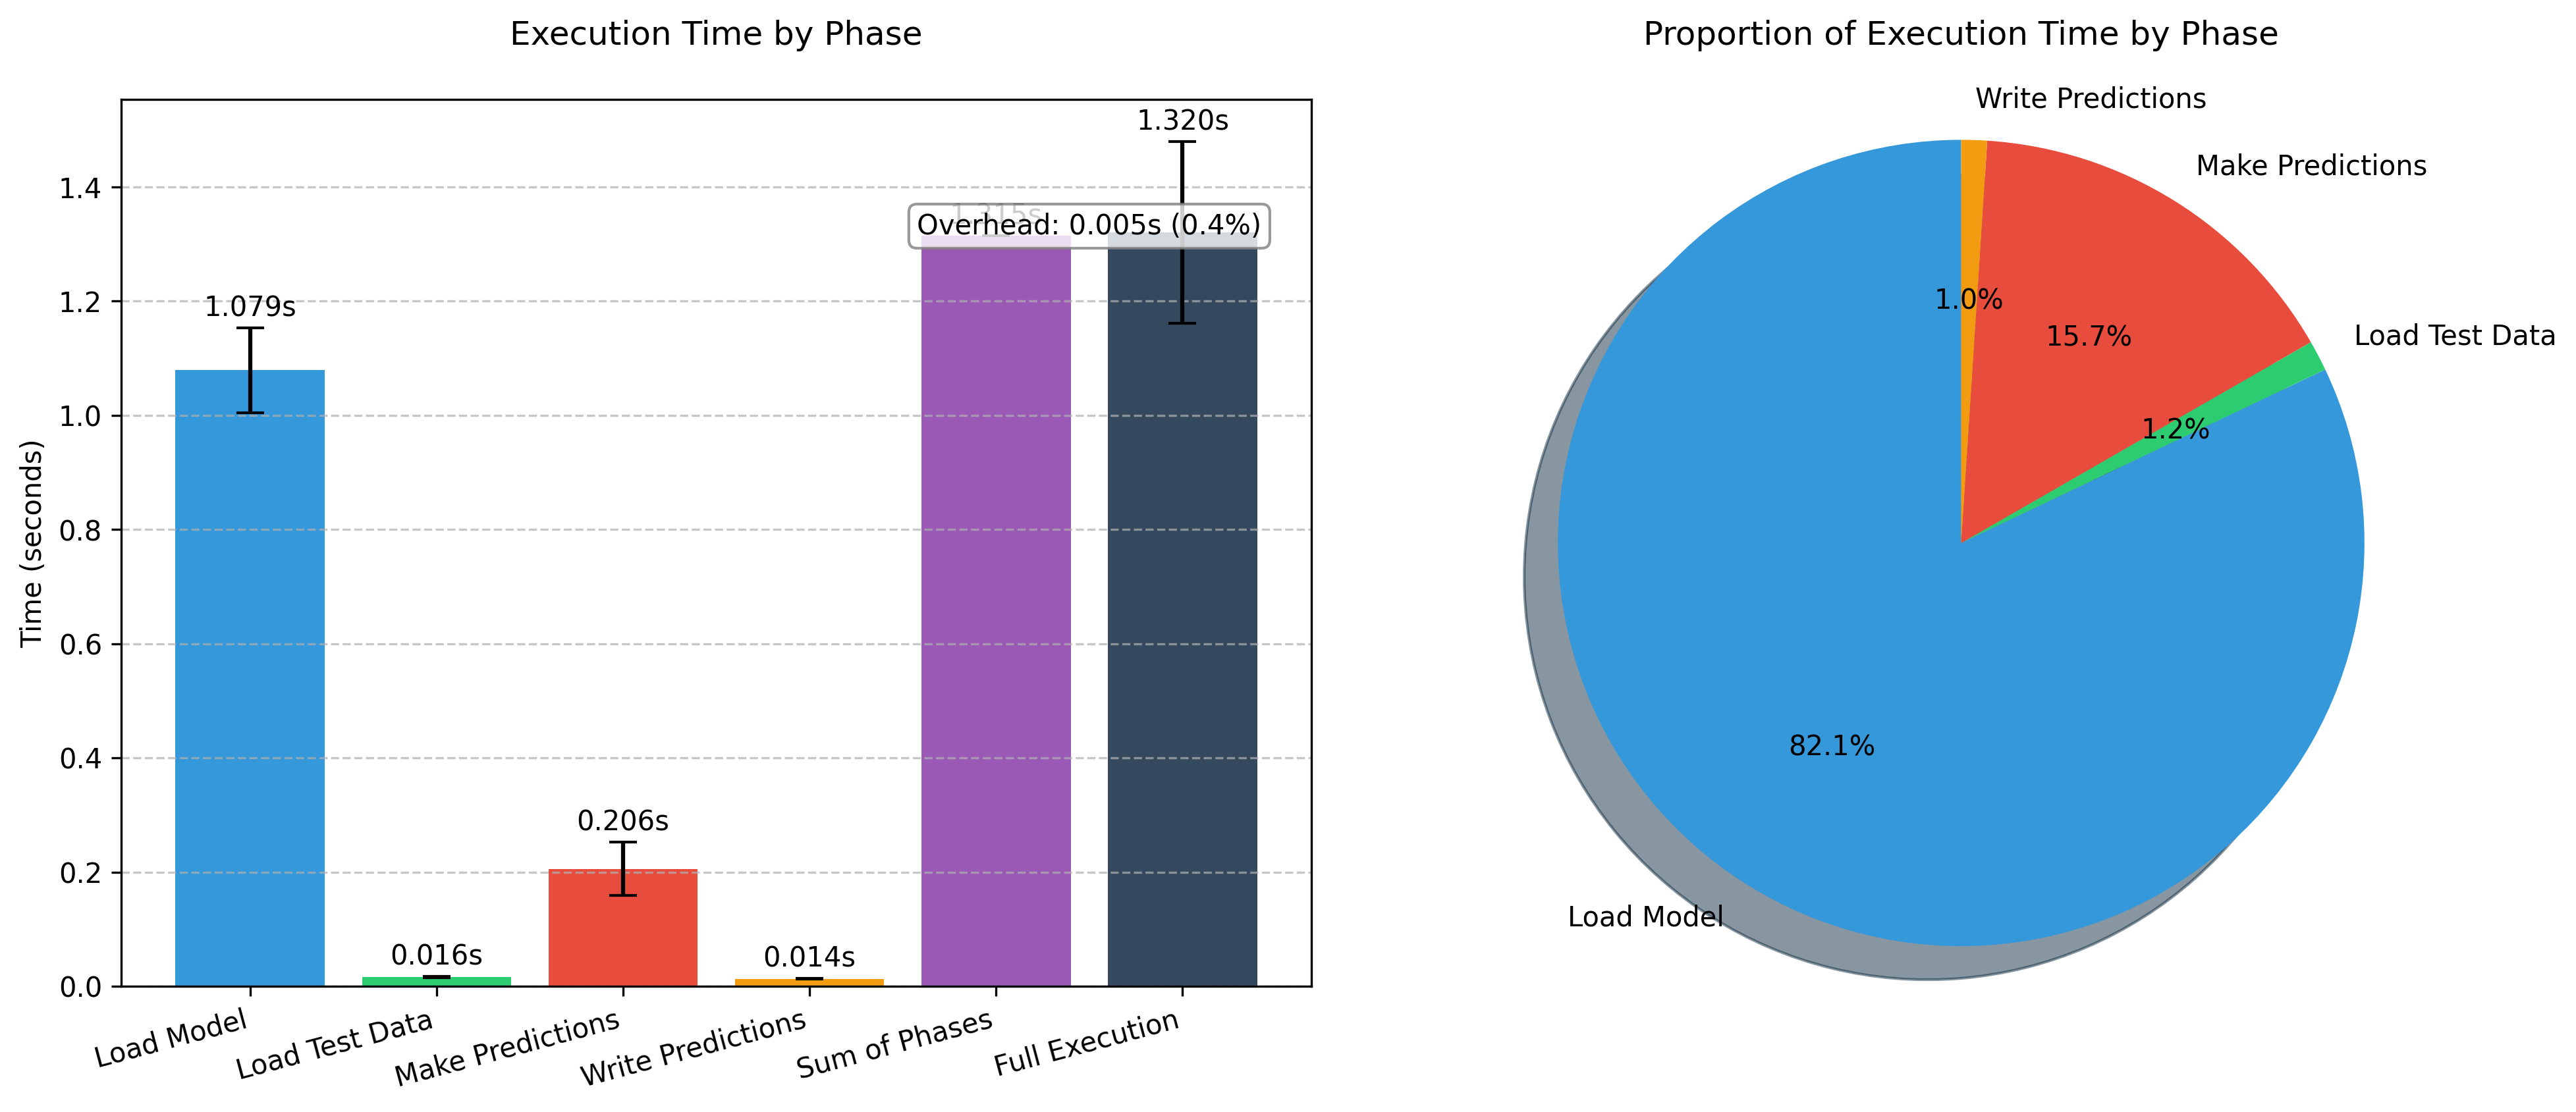 Execution Time by Phase
Time (seconds)
1.4
1.2
1.0
0.8
0.6
0.4
0.2
0.0
1.079s
0.016s
0.206s
0.014s
1.315s
1.320s
Overhead: 0.005s (0.4%)
Load Model
Load Test Data
Make Predictions
Write Predictions
Sum of Phases
Full Execution
Proportion of Execution Time by Phase
Write Predictions
Make Predictions
Load Test Data
Load Model
1.0%
15.7%
1.2%
82.1%